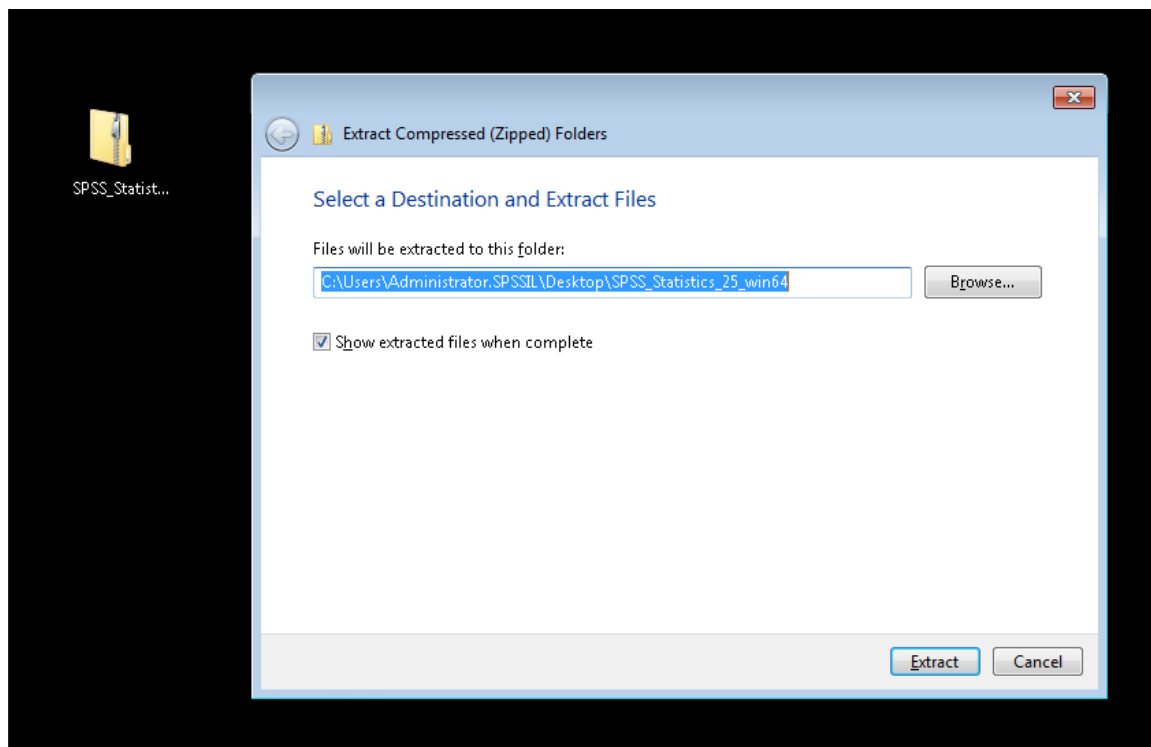 SPSS_Statist...
Extract Compressed (Zipped) Folders
Select a Destination and Extract Files
Files will be extracted to this folder:
C:\Users\Administrator.SPSSIL\Desktop\SPSS_Statistics_25_win64
Browse...
Show extracted files when complete
Extract
Cancel